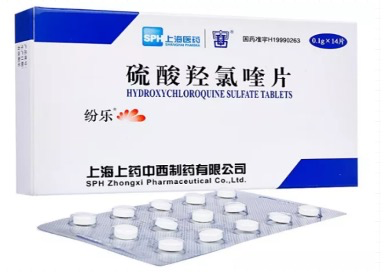 SPH 上海医药
SHANGHAI PHARMA
国药准字H19990263
硫酸羟氯喹片
0.1g×14片
HYDROXYCHLOROQUINE SULFATE TABLETS
纷乐
上海上药中西制药有限公司
SPH Zhongxi Pharmaceutical Co.,Ltd.